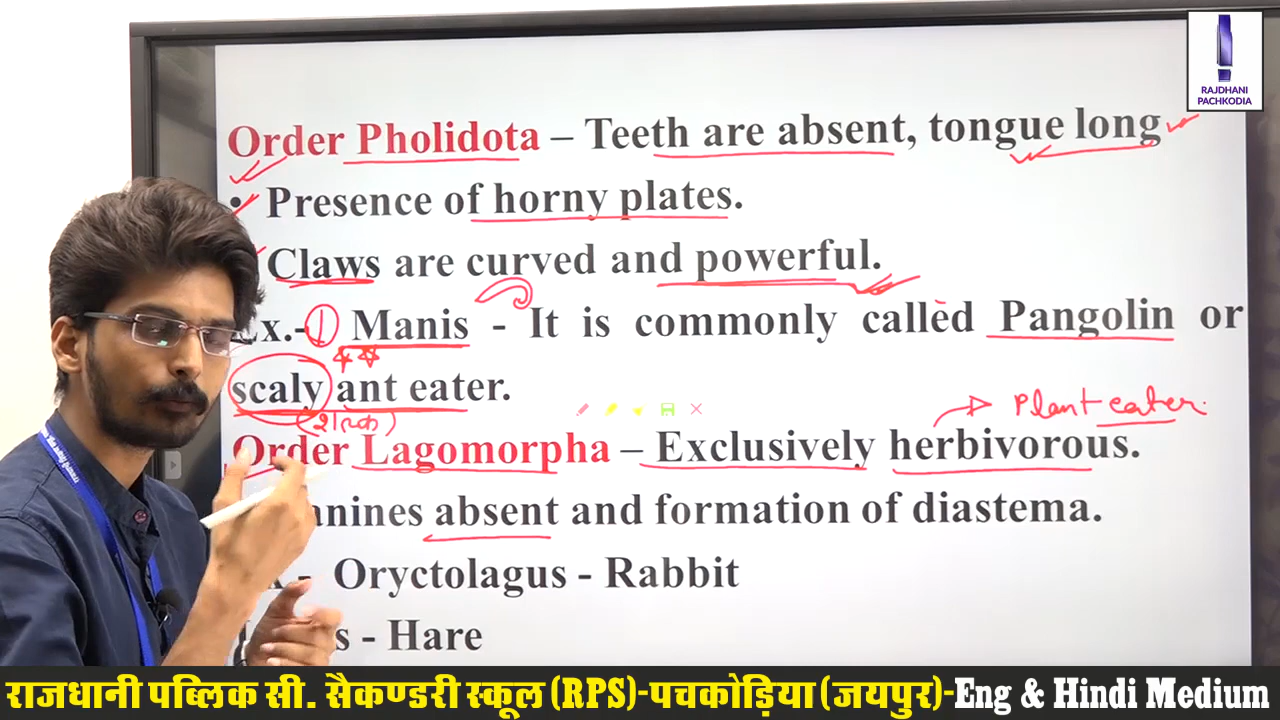 RAJDHANI
PACHKODIA
Order Pholidota – Teeth are absent, tongue long
• Presence of horny plates.
Claws are curved and powerful.
Ex.- 1 Manis - It is commonly called Pangolin or
scaly ant eater.
(शल्क)
Plant eater.
Order Lagomorpha – Exclusively herbivorous.
absent and formation of diastema.
- Oryctolagus - Rabbit
- Hare
राजधानी पब्लिक सी. सैकण्डरी स्कूल (RPS)-पचकोड़िया (जयपुर)-Eng & Hindi Medium